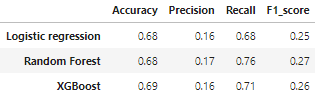 Accuracy Precision Recall F1_score
Logistic regression 0.68 0.16 0.68 0.25
Random Forest 0.68 0.17 0.76 0.27
XGBoost 0.69 0.16 0.71 0.26